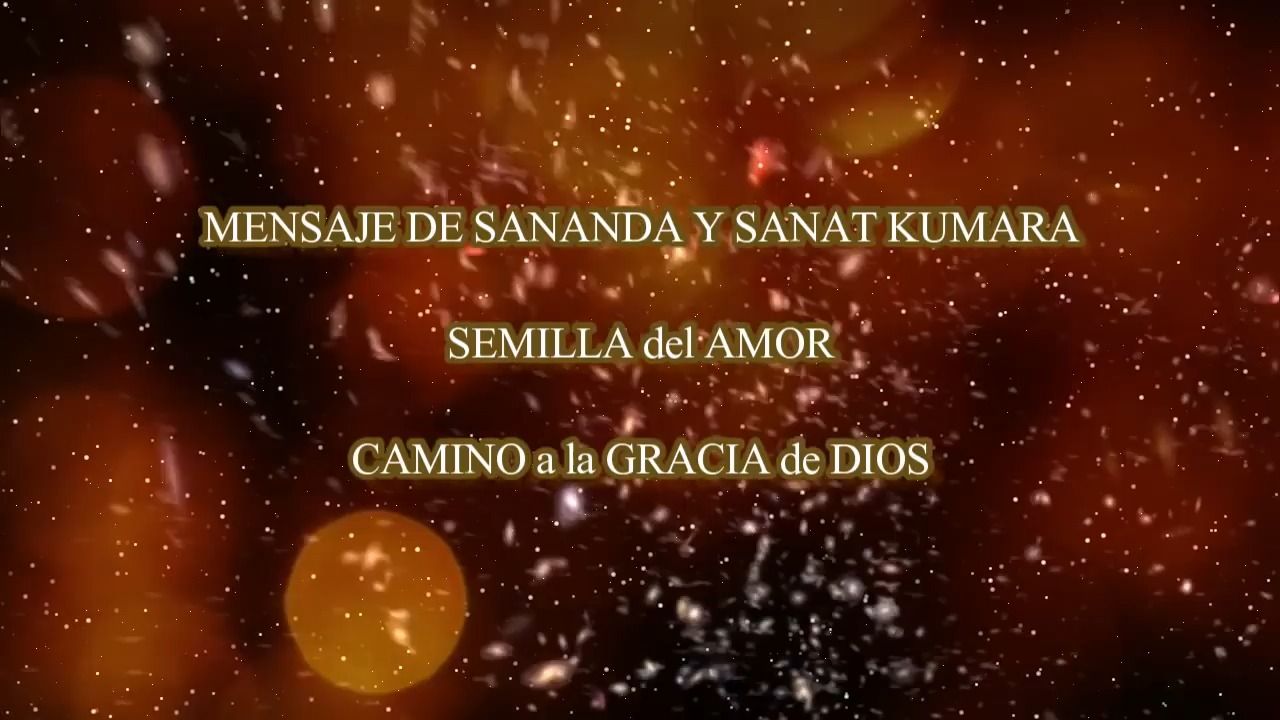 MENSAJE DE SANANDA Y SANAT KUMARA
SEMILLA del AMOR
CAMINO a la GRACIA de DIOS